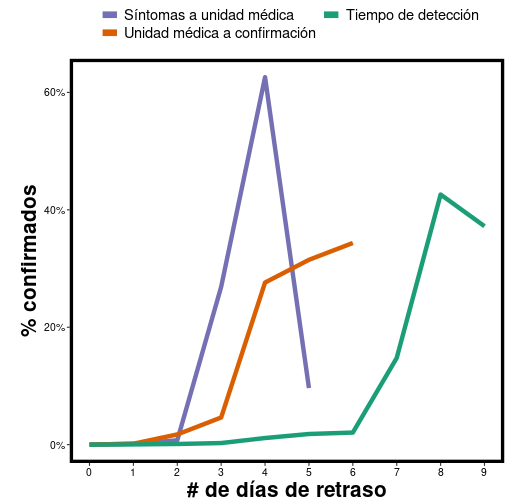 Síntomas a unidad médica
Tiempo de detección
Unidad médica a confirmación
60%
40%
20%
0%
% confirmados
0 1 2 3 4 5 6 7 8 9
# de días de retraso